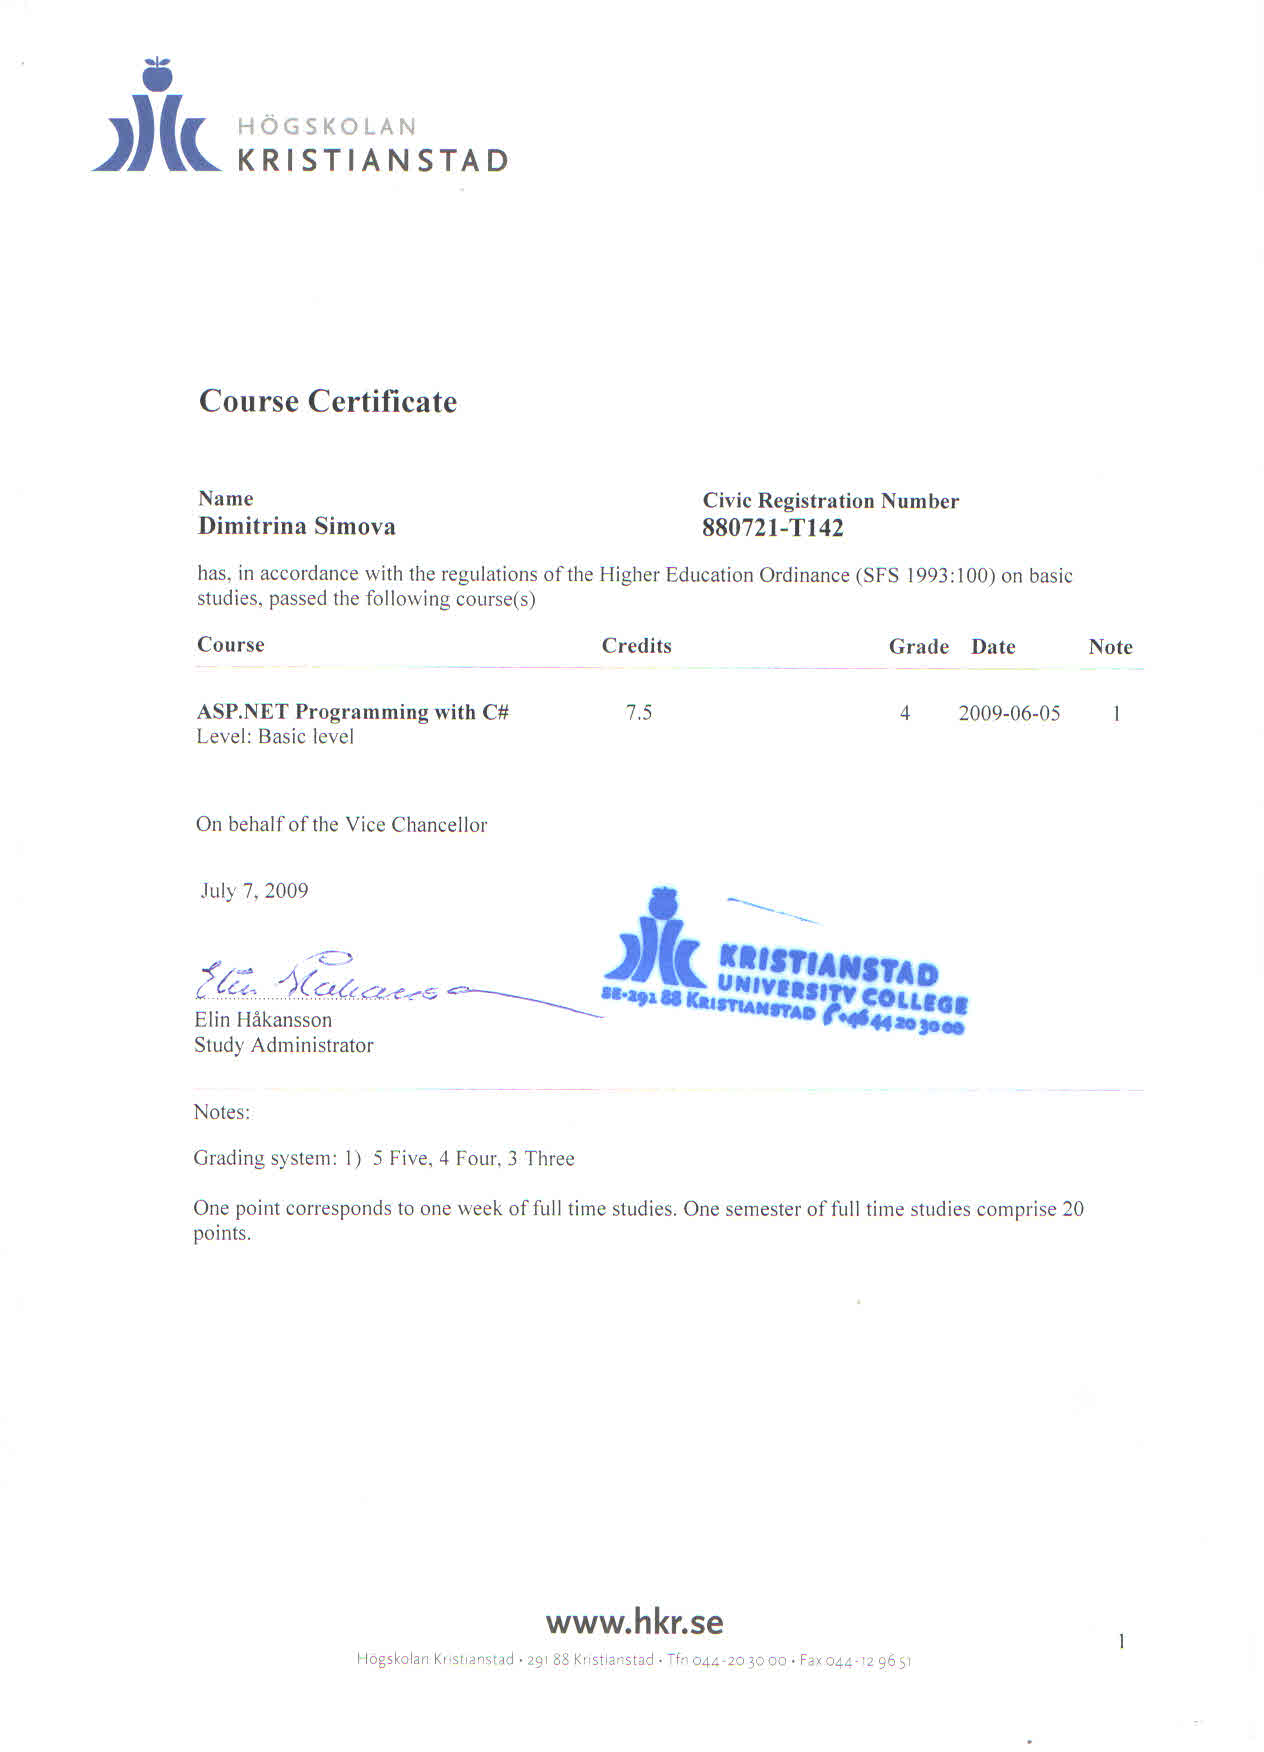 HÖGSKOLAN
KRISTIANSTAD
Course Certificate
Name Civic Registration Number
Dimitrina Simova 880721-T142
has, in accordance with the regulations of the Higher Education Ordinance (SFS 1993:100) on basic
studies, passed the following course(s)
Course Credits Grade Date Note
ASP.NET Programming with C# 7.5 4 2009-06-05 1
Level: Basic level
On behalf of the Vice Chancellor
July 7, 2009
KRISTIANSTAD
UNIVERSITY COLLEGE
SE-291 88 KRISTIANSTAD ✆+46 44 20 30 00
Elin Håkansson
Elin Håkansson
Study Administrator
Notes:
Grading system: 1) 5 Five, 4 Four, 3 Three
One point corresponds to one week of full time studies. One semester of full time studies comprise 20
points.
www.hkr.se
1
Högskolan Kristianstad • 291 88 Kristianstad • Tfn 044-20 30 00 • Fax 044-12 96 51